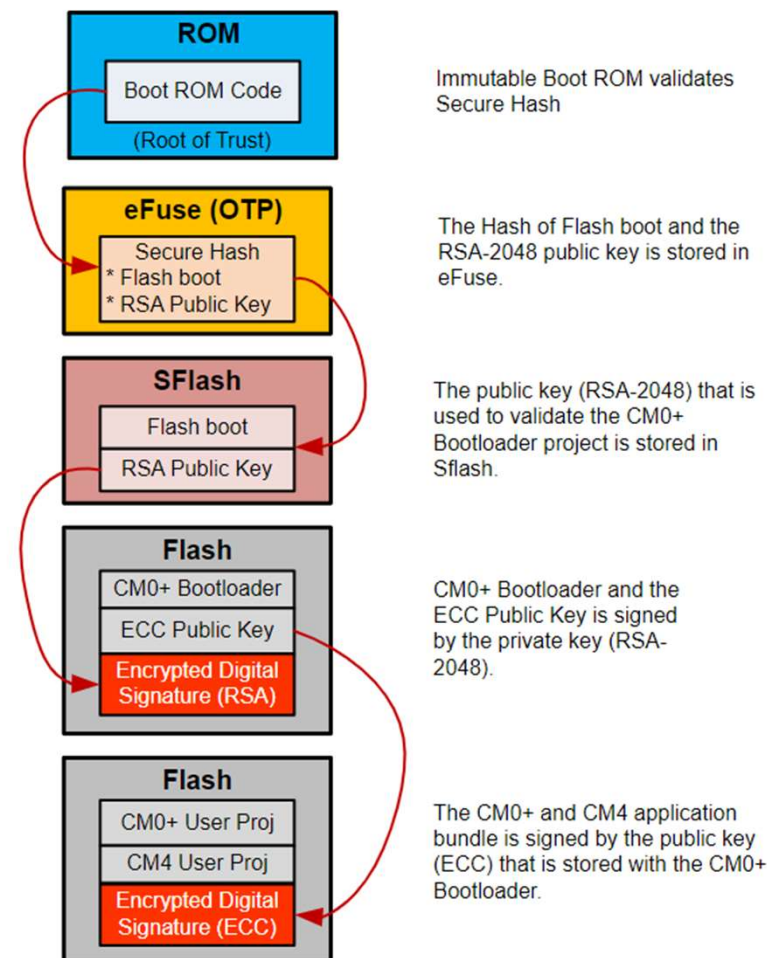 ROM
Boot ROM Code
(Root of Trust)
Immutable Boot ROM validates
Secure Hash
eFuse (OTP)
Secure Hash
* Flash boot
* RSA Public Key
The Hash of Flash boot and the
RSA-2048 public key is stored in
eFuse.
SFlash
Flash boot
RSA Public Key
The public key (RSA-2048) that is
used to validate the CM0+
Bootloader project is stored in
Sflash.
Flash
CM0+ Bootloader
ECC Public Key
Encrypted Digital
Signature (RSA)
CM0+ Bootloader and the
ECC Public Key is signed
by the private key (RSA-
2048).
Flash
CM0+ User Proj
CM4 User Proj
Encrypted Digital
Signature (ECC)
The CM0+ and CM4 application
bundle is signed by the public key
(ECC) that is stored with the CM0+
Bootloader.